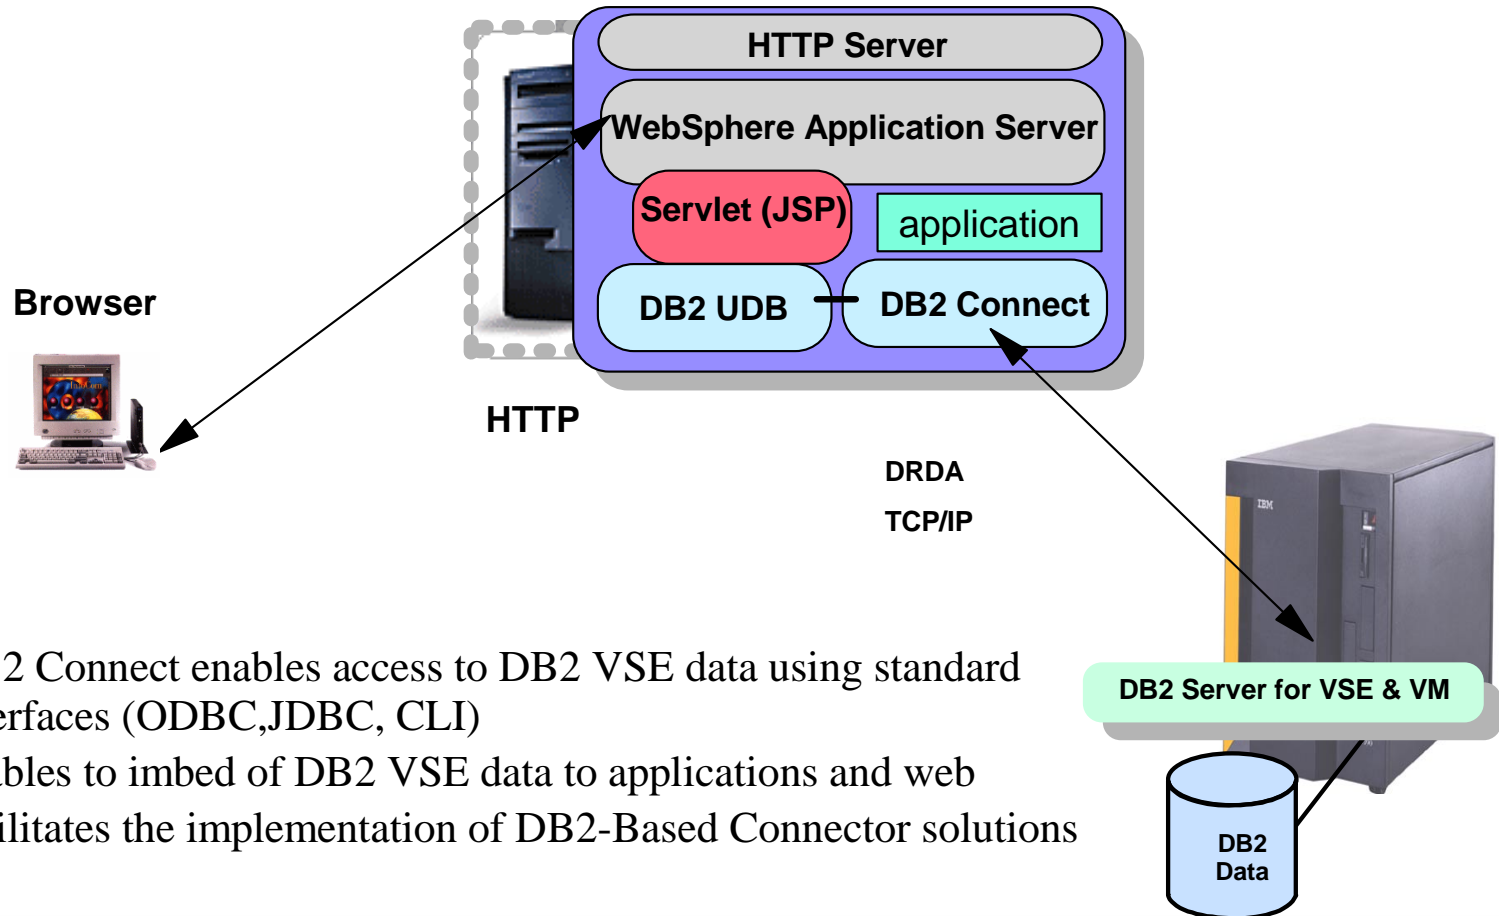 HTTP Server
WebSphere Application Server
Servlet (JSP)
application
Browser
DB2 UDB
DB2 Connect
HTTP
DRDA
TCP/IP
IBM
2 Connect enables access to DB2 VSE data using standard
erfaces (ODBC,JDBC, CLI)
ables to imbed of DB2 VSE data to applications and web
ilitates the implementation of DB2-Based Connector solutions
DB2 Server for VSE & VM
DB2
Data